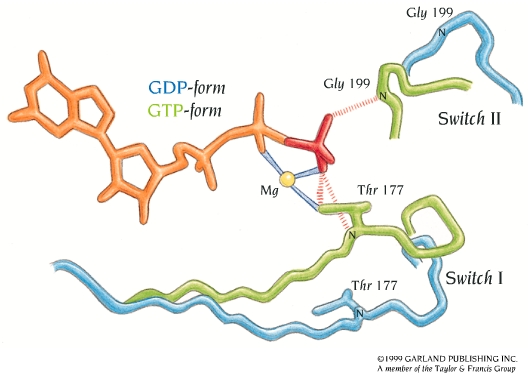 Gly 199
N
GDP-form
GTP-form
Gly 199
N
Switch II
Mg
Thr 177
N
Switch I
Thr 177
N
©1999 GARLAND PUBLISHING INC.
A member of the Taylor & Francis Group